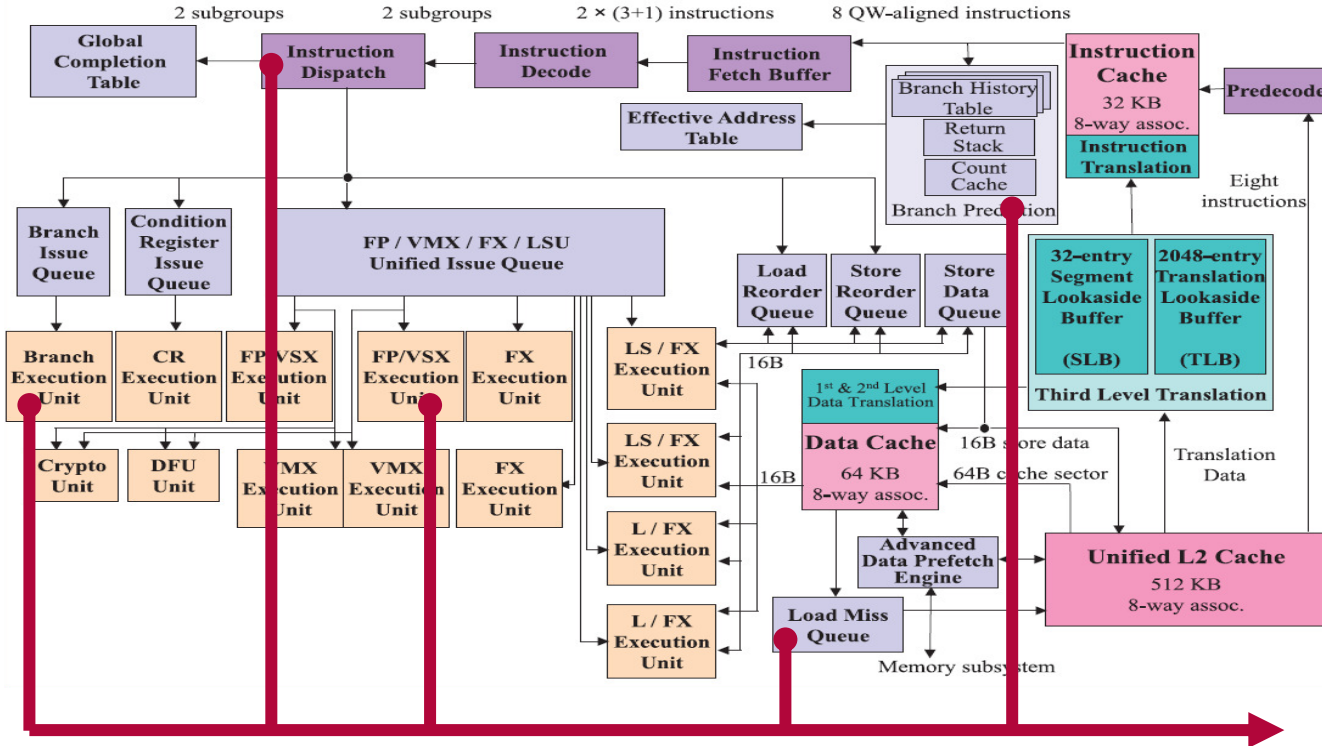 2 subgroups
2 subgroups
2 × (3+1) instructions
8 QW-aligned instructions
Global
Completion
Table
Instruction
Dispatch
Instruction
Decode
Instruction
Fetch Buffer
Instruction
Cache
32 KB
8-way assoc.
Instruction
Translation
Predecode
Branch History
Table
Return
Stack
Count
Cache
Branch Prediction
Effective Address
Table
Eight
instructions
Branch
Issue
Queue
Condition
Register
Issue
Queue
FP / VMX / FX / LSU
Unified Issue Queue
Load
Reorder
Queue
Store
Reorder
Queue
Store
Data
Queue
32-entry
Segment
Lookaside
Buffer
(SLB)
2048-entry
Translation
Lookaside
Buffer
(TLB)
Third Level Translation
Branch
Execution
Unit
CR
Execution
Unit
FP/VSX
Execution
Unit
FP/VSX
Execution
Unit
FX
Execution
Unit
LS / FX
Execution
Unit
16B
1st & 2nd Level
Data Translation
Data Cache
64 KB
8-way assoc.
16B store data
64B cache sector
Translation
Data
Crypto
Unit
DFU
Unit
VMX
Execution
Unit
VMX
Execution
Unit
FX
Execution
Unit
LS / FX
Execution
Unit
16B
L / FX
Execution
Unit
Advanced
Data Prefetch
Engine
Unified L2 Cache
512 KB
8-way assoc.
L / FX
Execution
Unit
Load Miss
Queue
Memory subsystem